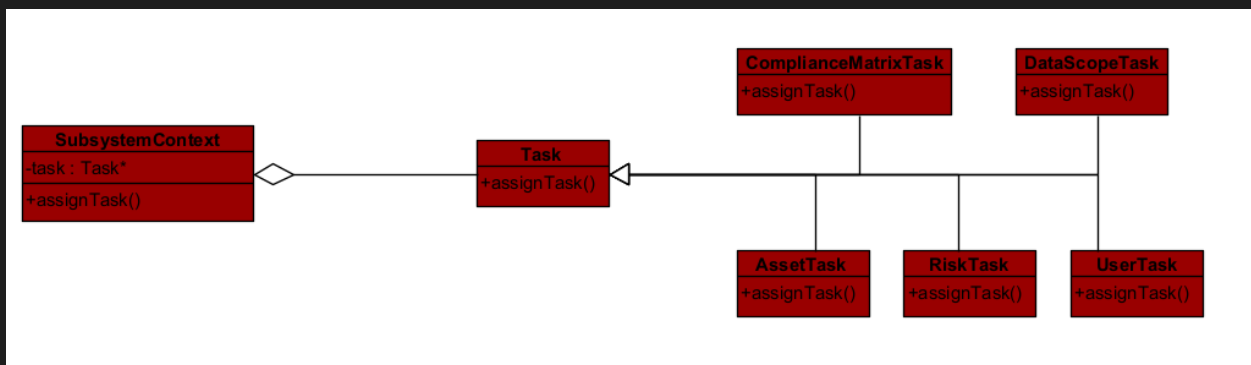 SubsystemContext
-task : Task*
+assignTask()
Task
+assignTask()
ComplianceMatrixTask
+assignTask()
DataScopeTask
+assignTask()
AssetTask
+assignTask()
RiskTask
+assignTask()
UserTask
+assignTask()